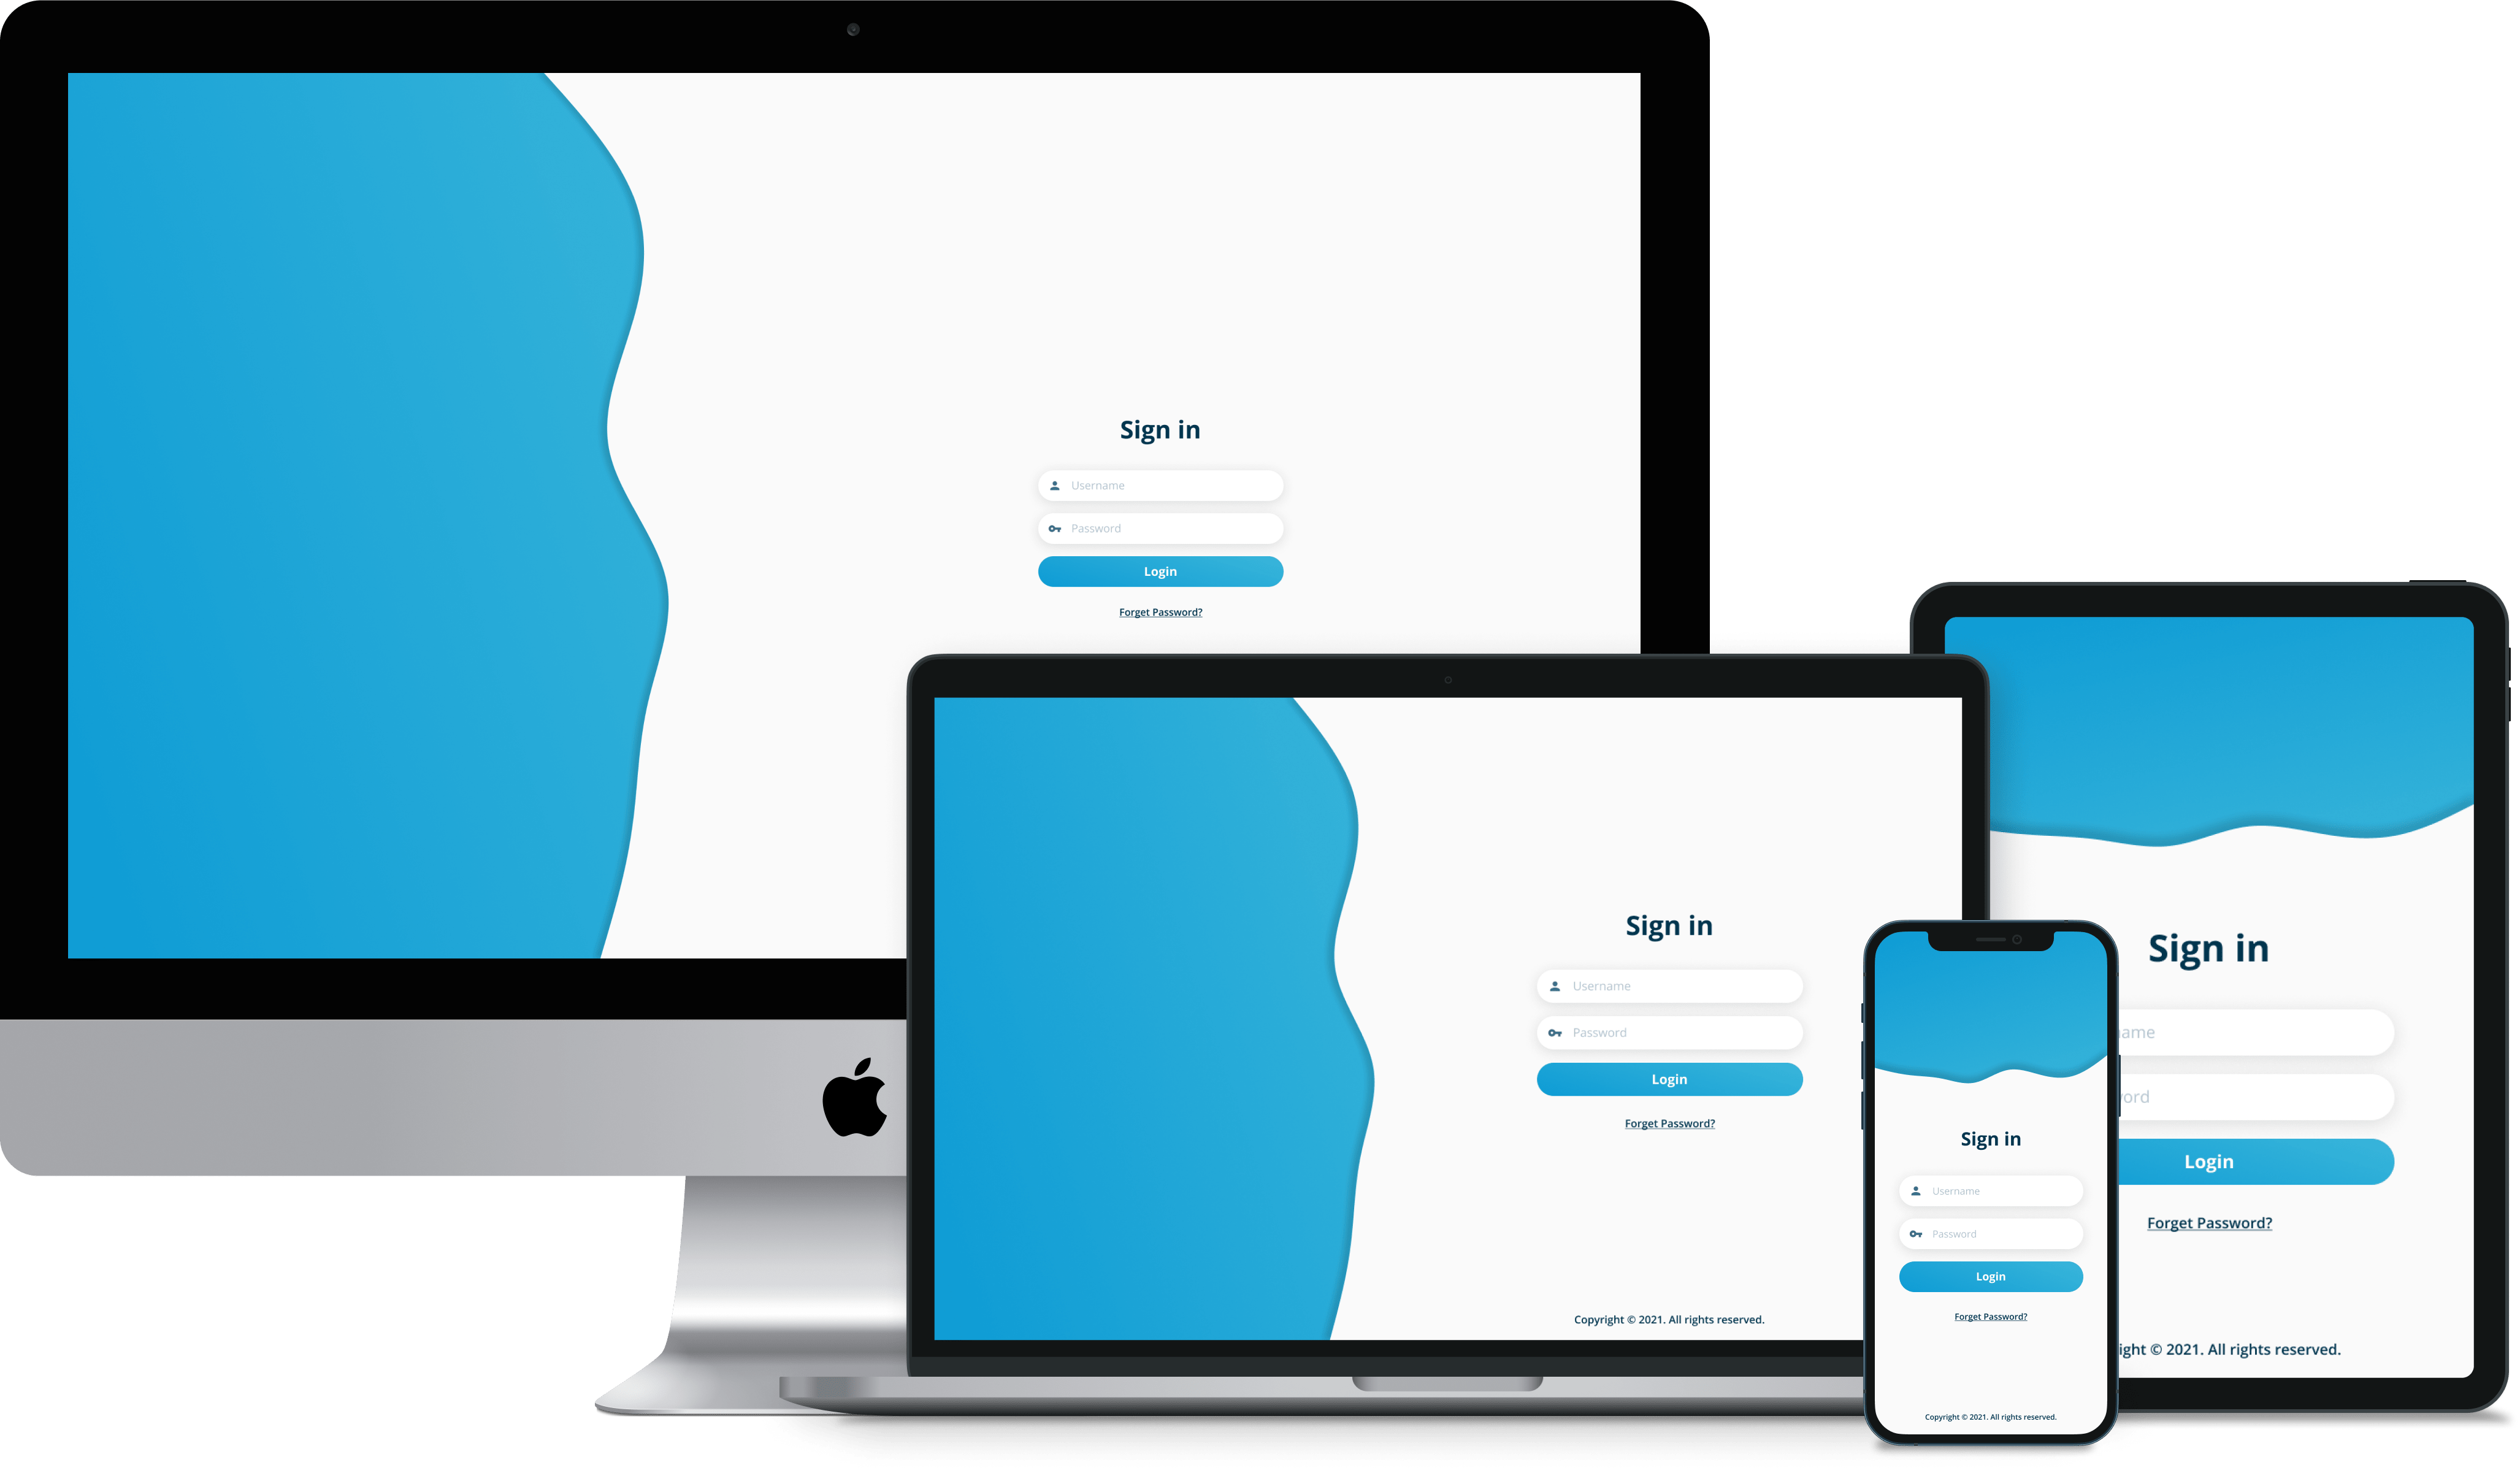 Sign in
Username
Password
Login
Forget Password?
Sign in
Username
Password
Login
Forget Password?
Copyright © 2021. All rights reserved.
Sign in
Username
Password
Login
Forget Password?
Copyright © 2021. All rights reserved.
Sign in
ame
ord
Login
Forget Password?
ight © 2021. All rights reserved.